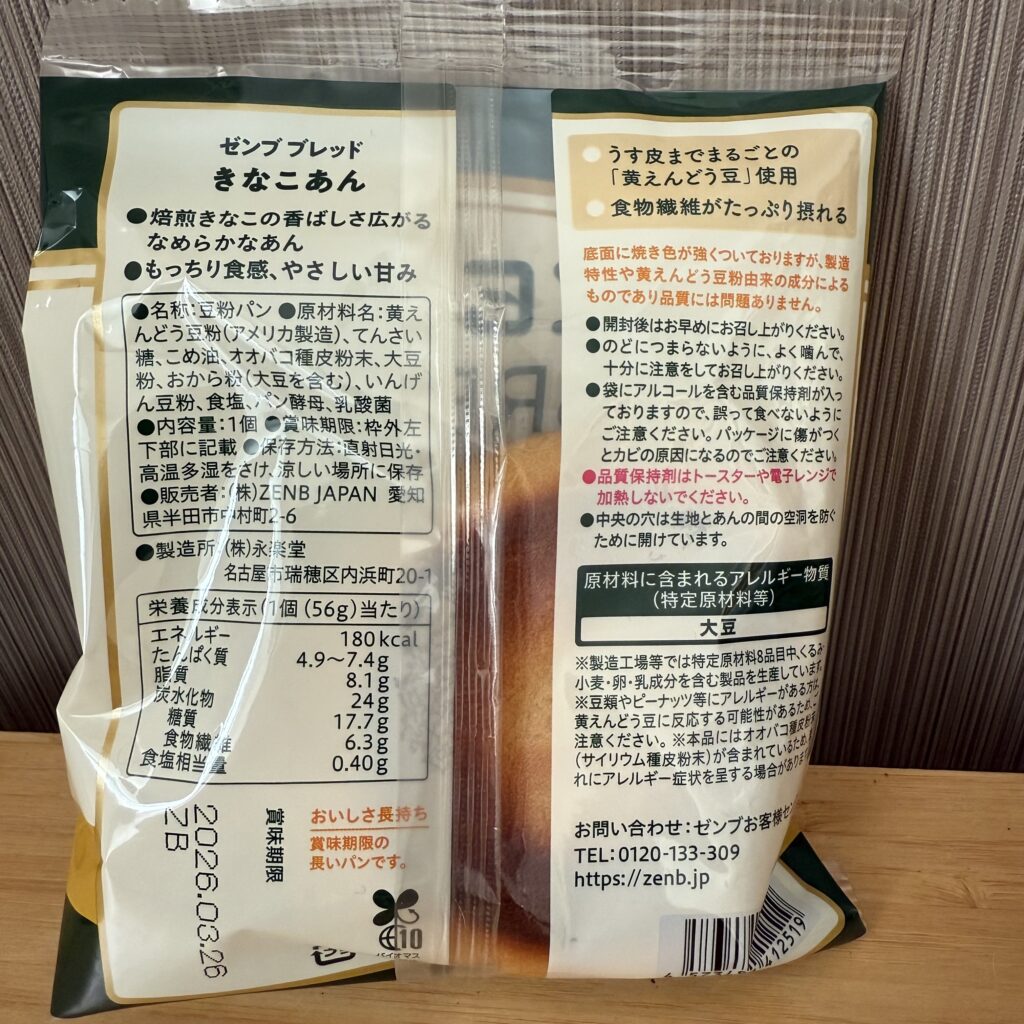 ゼンブ ブレッド
きなこあん
●焙煎きなこの香ばしさ広がる
なめらかなあん
●もっちり食感、やさしい甘み
●名称：豆粉パン ●原材料名：黄え
んどう豆粉（アメリカ製造）、てんさい
糖、こめ油、オオバコ種皮粉末、大豆
粉、おから粉（大豆を含む）、いんげ
ん豆粉、食塩、パン酵母、乳酸菌
●内容量：1個 ●賞味期限：枠外左
下部に記載 ●保存方法：直射日光・
高温多湿をさけ、涼しい場所に保存
●販売者：（株）ZENB JAPAN 愛知
県半田市中村町2-6
●製造所：（株）永楽堂
名古屋市瑞穂区内浜町20-1
栄養成分表示（1個（56g）当たり）
エネルギー 180kcal
たんぱく質 4.9〜7.4g
脂質 8.1g
炭水化物 24g
糖質 17.7g
食物繊維 6.3g
食塩相当量 0.40g
賞味期限
2026.03.26
ZB
おいしさ長持ち
賞味期限の
長いパンです。
10
バイオマス
プラ
うす皮までまるごとの
「黄えんどう豆」使用
食物繊維がたっぷり摂れる
底面に焼き色が強くついておりますが、製造
特性や黄えんどう豆粉由来の成分による
ものであり品質には問題ありません。
●開封後はお早めにお召し上がりください。
●のどにつまらないように、よく噛んで、
十分に注意をしてお召し上がりください。
●袋にアルコールを含む品質保持剤が入っ
ておりますので、誤って食べないように
ご注意ください。パッケージに傷がつく
とカビの原因になるのでご注意ください。
●品質保持剤はトースターや電子レンジで
加熱しないでください。
●中央の穴は生地とあんの間の空洞を防ぐ
ために開けています。
原材料に含まれるアレルギー物質
（特定原材料等）
大豆
※製造工場等では特定原材料8品目中、くるみ・
小麦・卵・乳成分を含む製品を生産しています。
※豆類やピーナッツ等にアレルギーがある方は、
黄えんどう豆に反応する可能性があるため、
注意ください。※本品にはオオバコ種皮粉末
（サイリウム種皮粉末）が含まれているため、
れにアレルギー症状を呈する場合があります
お問い合わせ：ゼンブお客様セン
TEL：0120-133-309
https://zenb.jp
412519